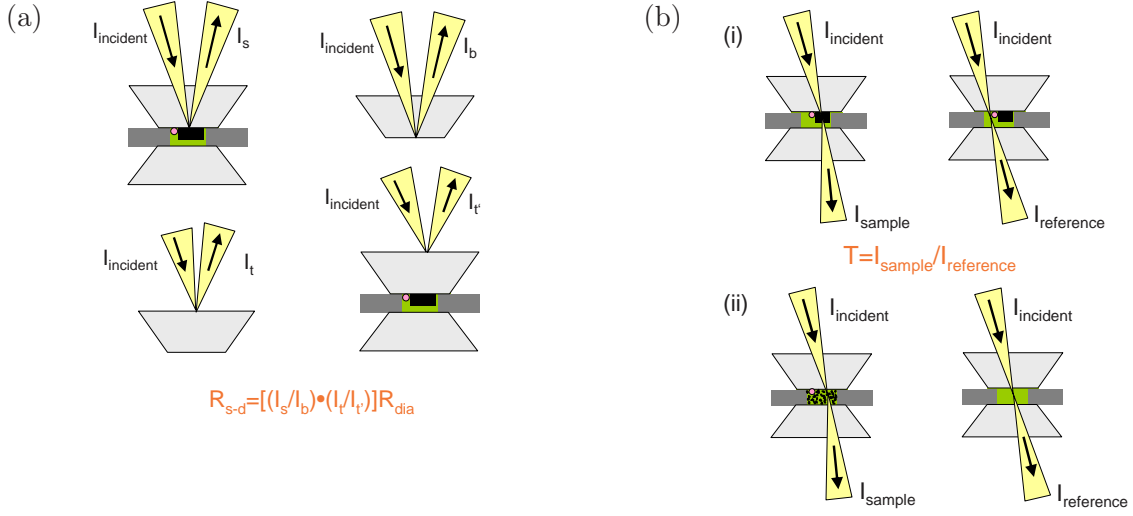 (a)
I_incident I_s
I_incident I_b
I_incident I_t'
I_incident I_t
R_s-d=[(I_s/I_b)•(I_t/I_t')]R_dia
(b)
(i)
I_incident I_incident
I_sample I_reference
T=I_sample/I_reference
(ii)
I_incident I_incident
I_sample I_reference